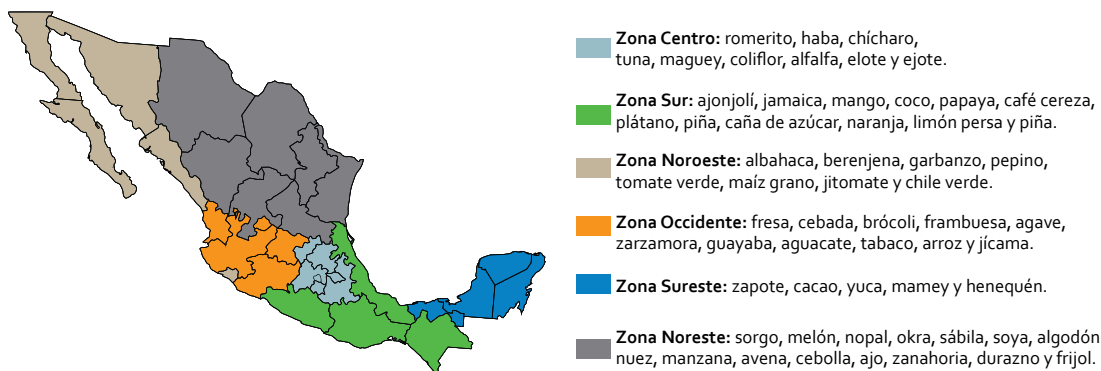 Zona Centro: romerito, haba, chícharo,
tuna, maguey, coliflor, alfalfa, elote y ejote.
Zona Sur: ajonjolí, jamaica, mango, coco, papaya, café cereza,
plátano, piña, caña de azúcar, naranja, limón persa y piña.
Zona Noroeste: albahaca, berenjena, garbanzo, pepino,
tomate verde, maíz grano, jitomate y chile verde.
Zona Occidente: fresa, cebada, brócoli, frambuesa, agave,
zarzamora, guayaba, aguacate, tabaco, arroz y jícama.
Zona Sureste: zapote, cacao, yuca, mamey y henequén.
Zona Noreste: sorgo, melón, nopal, okra, sábila, soya, algodón
nuez, manzana, avena, cebolla, ajo, zanahoria, durazno y frijol.